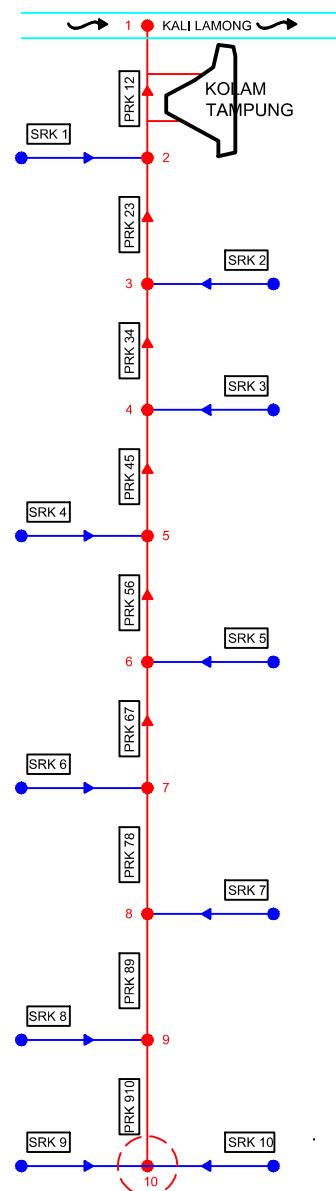 1 KALI LAMONG
PRK 12
KOLAM
TAMPUNG
SRK 1
2
PRK 23
SRK 2
3
PRK 34
SRK 3
4
PRK 45
SRK 4
5
PRK 56
SRK 5
6
PRK 67
SRK 6
7
PRK 78
SRK 7
8
PRK 89
SRK 8
9
PRK 910
SRK 9
SRK 10
10